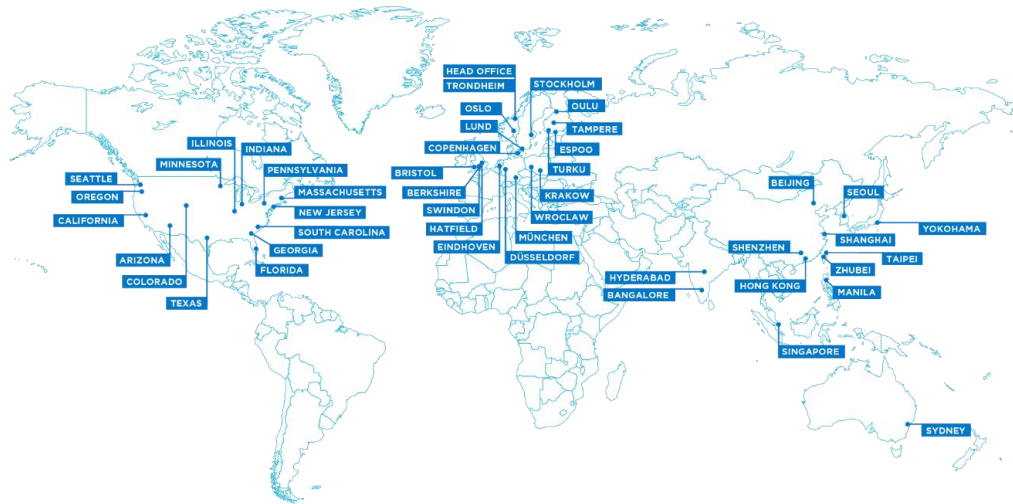 HEAD OFFICE
TRONDHEIM
STOCKHOLM
OSLO
OULU
LUND
TAMPERE
COPENHAGEN
ESPOO
ILLINOIS
INDIANA
MINNESOTA
PENNSYLVANIA
BRISTOL
TURKU
SEATTLE
MASSACHUSETTS
BERKSHIRE
KRAKOW
BEIJING
SEOUL
OREGON
NEW JERSEY
SWINDON
WROCLAW
CALIFORNIA
SOUTH CAROLINA
HATFIELD
MÜNCHEN
YOKOHAMA
ARIZONA
GEORGIA
EINDHOVEN
DÜSSELDORF
SHENZHEN
SHANGHAI
COLORADO
FLORIDA
TAIPEI
HYDERABAD
ZHUBEI
TEXAS
BANGALORE
HONG KONG
MANILA
SINGAPORE
SYDNEY